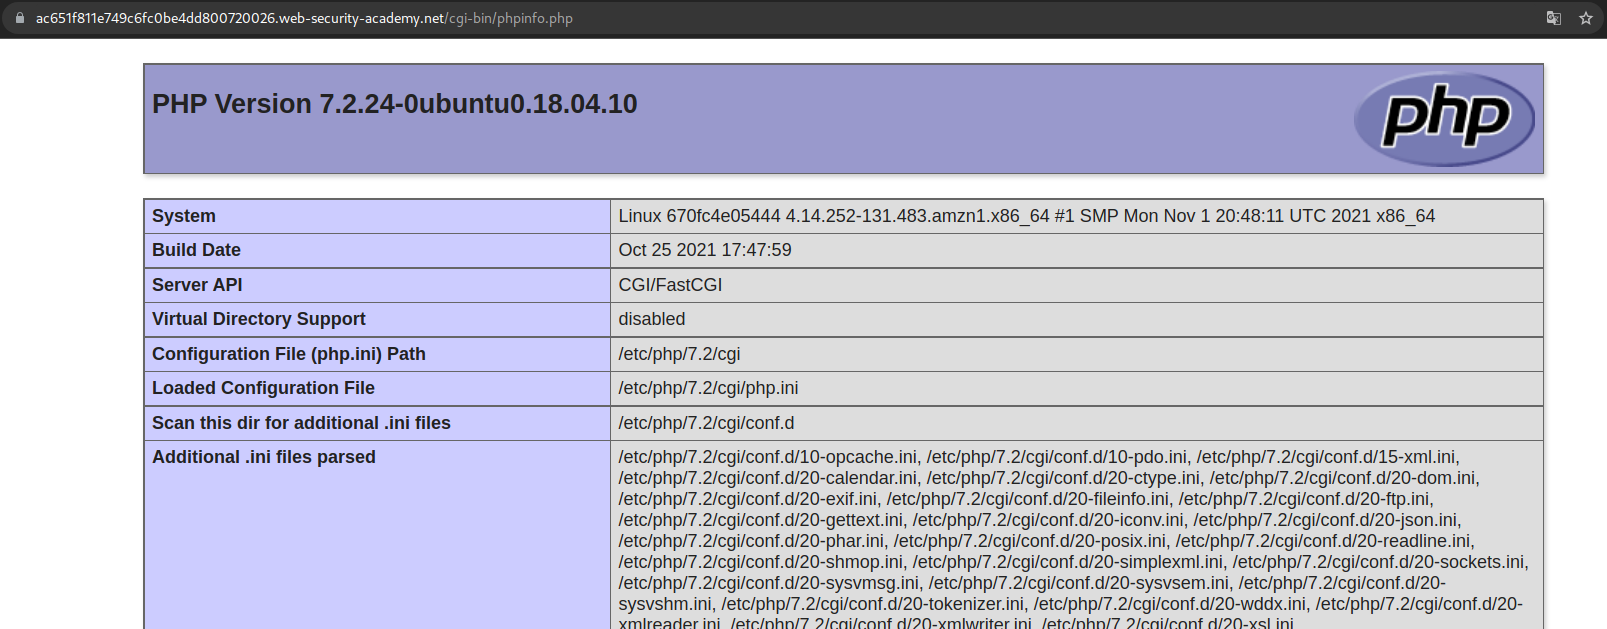 ac651f811e749c6fc0be4dd800720026.web-security-academy.net/cgi-bin/phpinfo.php
PHP Version 7.2.24-0ubuntu0.18.04.10
php
System Linux 670fc4e05444 4.14.252-131.483.amzn1.x86_64 #1 SMP Mon Nov 1 20:48:11 UTC 2021 x86_64
Build Date Oct 25 2021 17:47:59
Server API CGI/FastCGI
Virtual Directory Support disabled
Configuration File (php.ini) Path /etc/php/7.2/cgi
Loaded Configuration File /etc/php/7.2/cgi/php.ini
Scan this dir for additional .ini files /etc/php/7.2/cgi/conf.d
Additional .ini files parsed /etc/php/7.2/cgi/conf.d/10-opcache.ini, /etc/php/7.2/cgi/conf.d/10-pdo.ini, /etc/php/7.2/cgi/conf.d/15-xml.ini,
/etc/php/7.2/cgi/conf.d/20-calendar.ini, /etc/php/7.2/cgi/conf.d/20-ctype.ini, /etc/php/7.2/cgi/conf.d/20-dom.ini,
/etc/php/7.2/cgi/conf.d/20-exif.ini, /etc/php/7.2/cgi/conf.d/20-fileinfo.ini, /etc/php/7.2/cgi/conf.d/20-ftp.ini,
/etc/php/7.2/cgi/conf.d/20-gettext.ini, /etc/php/7.2/cgi/conf.d/20-iconv.ini, /etc/php/7.2/cgi/conf.d/20-json.ini,
/etc/php/7.2/cgi/conf.d/20-phar.ini, /etc/php/7.2/cgi/conf.d/20-posix.ini, /etc/php/7.2/cgi/conf.d/20-readline.ini,
/etc/php/7.2/cgi/conf.d/20-shmop.ini, /etc/php/7.2/cgi/conf.d/20-simplexml.ini, /etc/php/7.2/cgi/conf.d/20-sockets.ini,
/etc/php/7.2/cgi/conf.d/20-sysvmsg.ini, /etc/php/7.2/cgi/conf.d/20-sysvsem.ini, /etc/php/7.2/cgi/conf.d/20-
sysvshm.ini, /etc/php/7.2/cgi/conf.d/20-tokenizer.ini, /etc/php/7.2/cgi/conf.d/20-wddx.ini, /etc/php/7.2/cgi/conf.d/20-
xmlreader.ini, /etc/php/7.2/cgi/conf.d/20-xmlwriter.ini, /etc/php/7.2/cgi/conf.d/20-xsl.ini